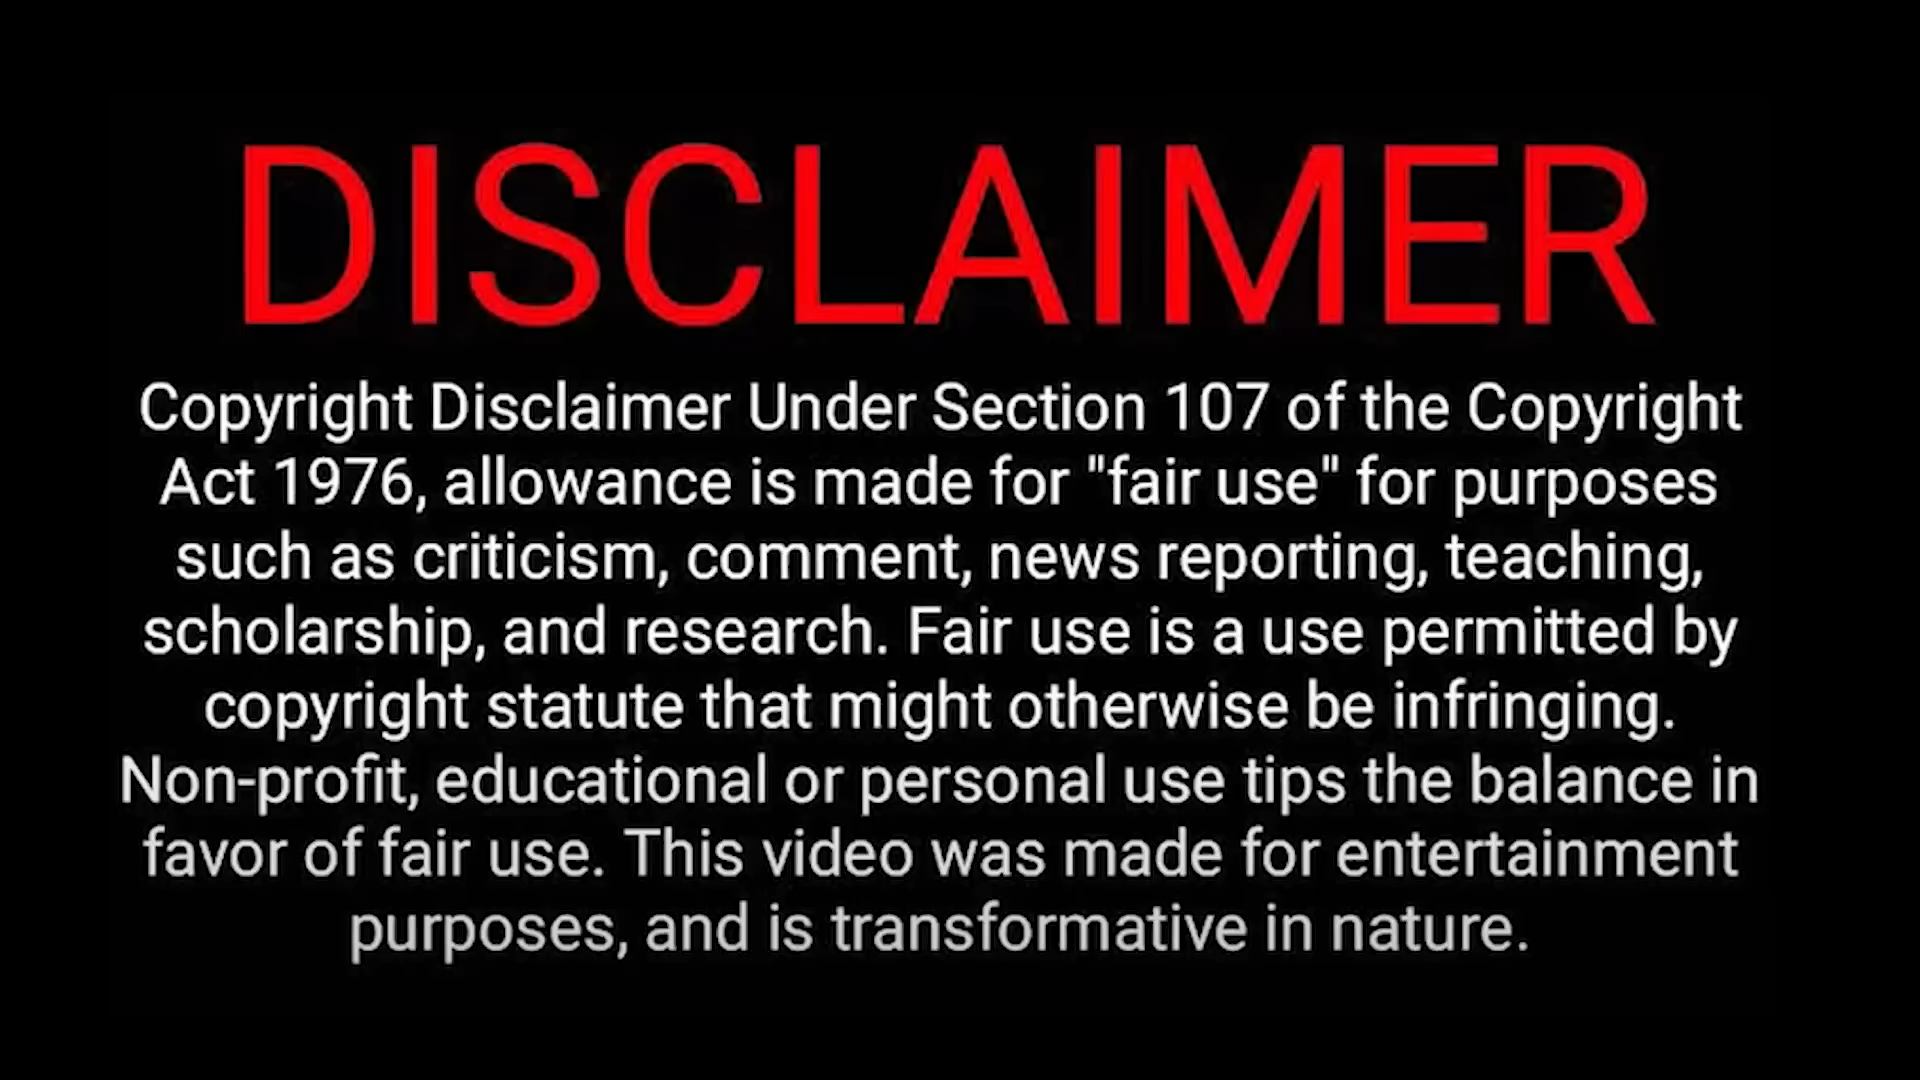 DISCLAIMER
Copyright Disclaimer Under Section 107 of the Copyright
Act 1976, allowance is made for "fair use" for purposes
such as criticism, comment, news reporting, teaching,
scholarship, and research. Fair use is a use permitted by
copyright statute that might otherwise be infringing.
Non-profit, educational or personal use tips the balance in
favor of fair use. This video was made for entertainment
purposes, and is transformative in nature.